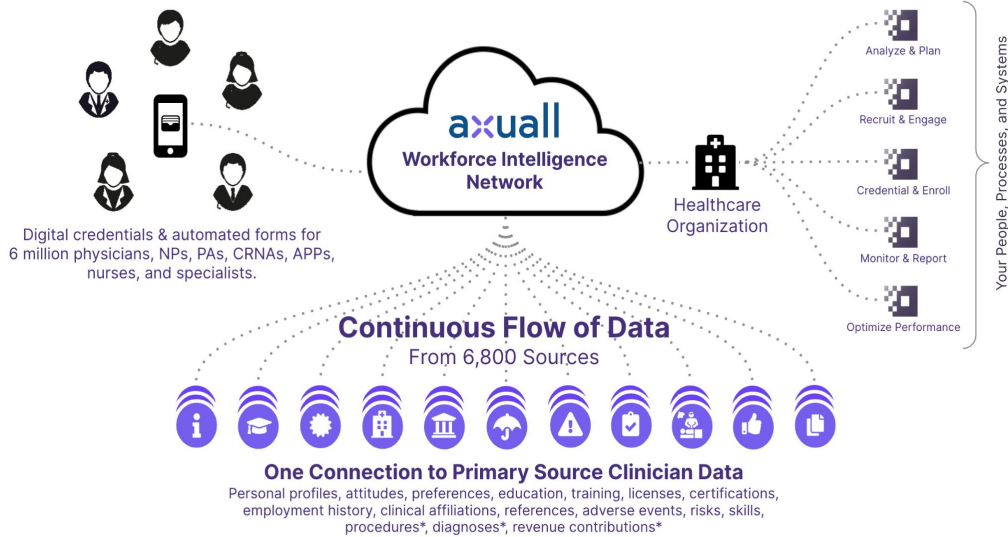 axuall
Workforce Intelligence
Network
Digital credentials & automated forms for
6 million physicians, NPs, PAs, CRNAs, APPs,
nurses, and specialists.
Healthcare
Organization
Analyze & Plan
Recruit & Engage
Credential & Enroll
Monitor & Report
Optimize Performance
Your People, Processes, and Systems
Continuous Flow of Data
From 6,800 Sources
One Connection to Primary Source Clinician Data
Personal profiles, attitudes, preferences, education, training, licenses, certifications,
employment history, clinical affiliations, references, adverse events, risks, skills,
procedures*, diagnoses*, revenue contributions*